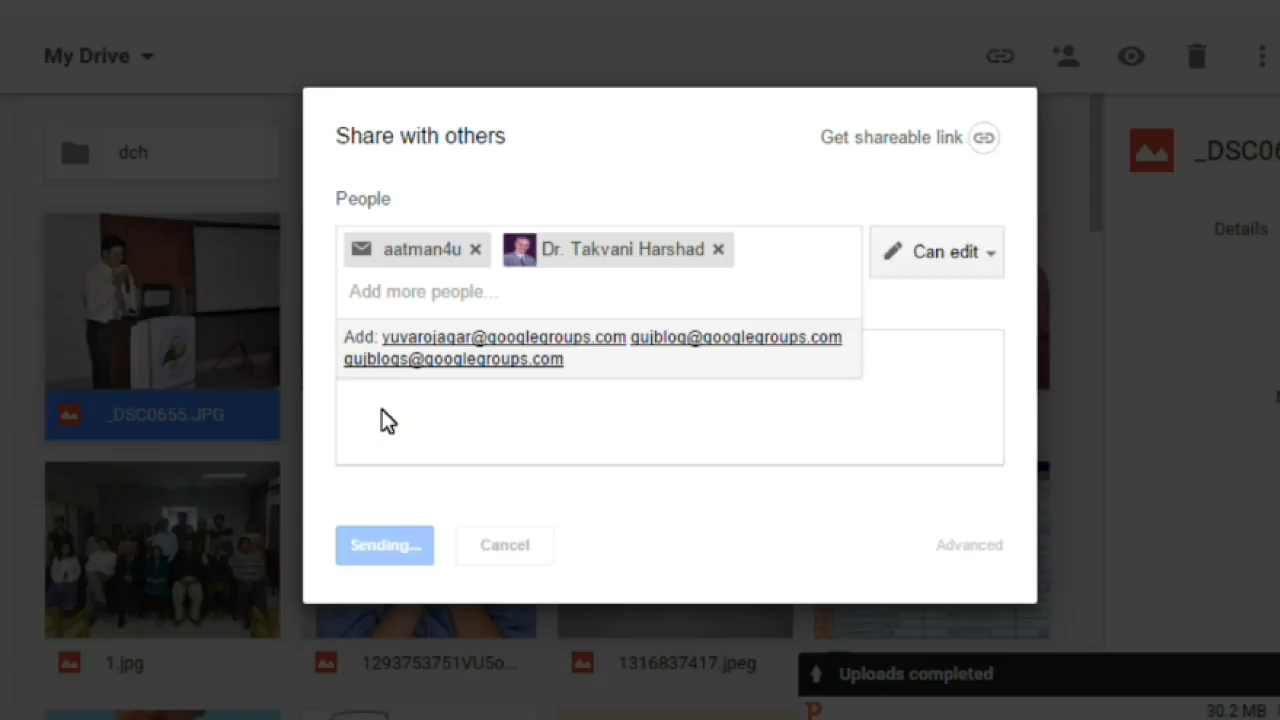 My Drive
dch
Share with others
Get shareable link
_DSC06
People
Details
aatman4u
Dr. Takvani Harshad
Can edit
Add more people...
Add: yuvarojagar@googlegroups.com gujblog@googlegroups.com
gujblogs@googlegroups.com
_DSC0655.JPG
Sending...
Cancel
Advanced
1.jpg
1293753751VU5o...
1316837417.jpeg
Uploads completed
30.2 MB